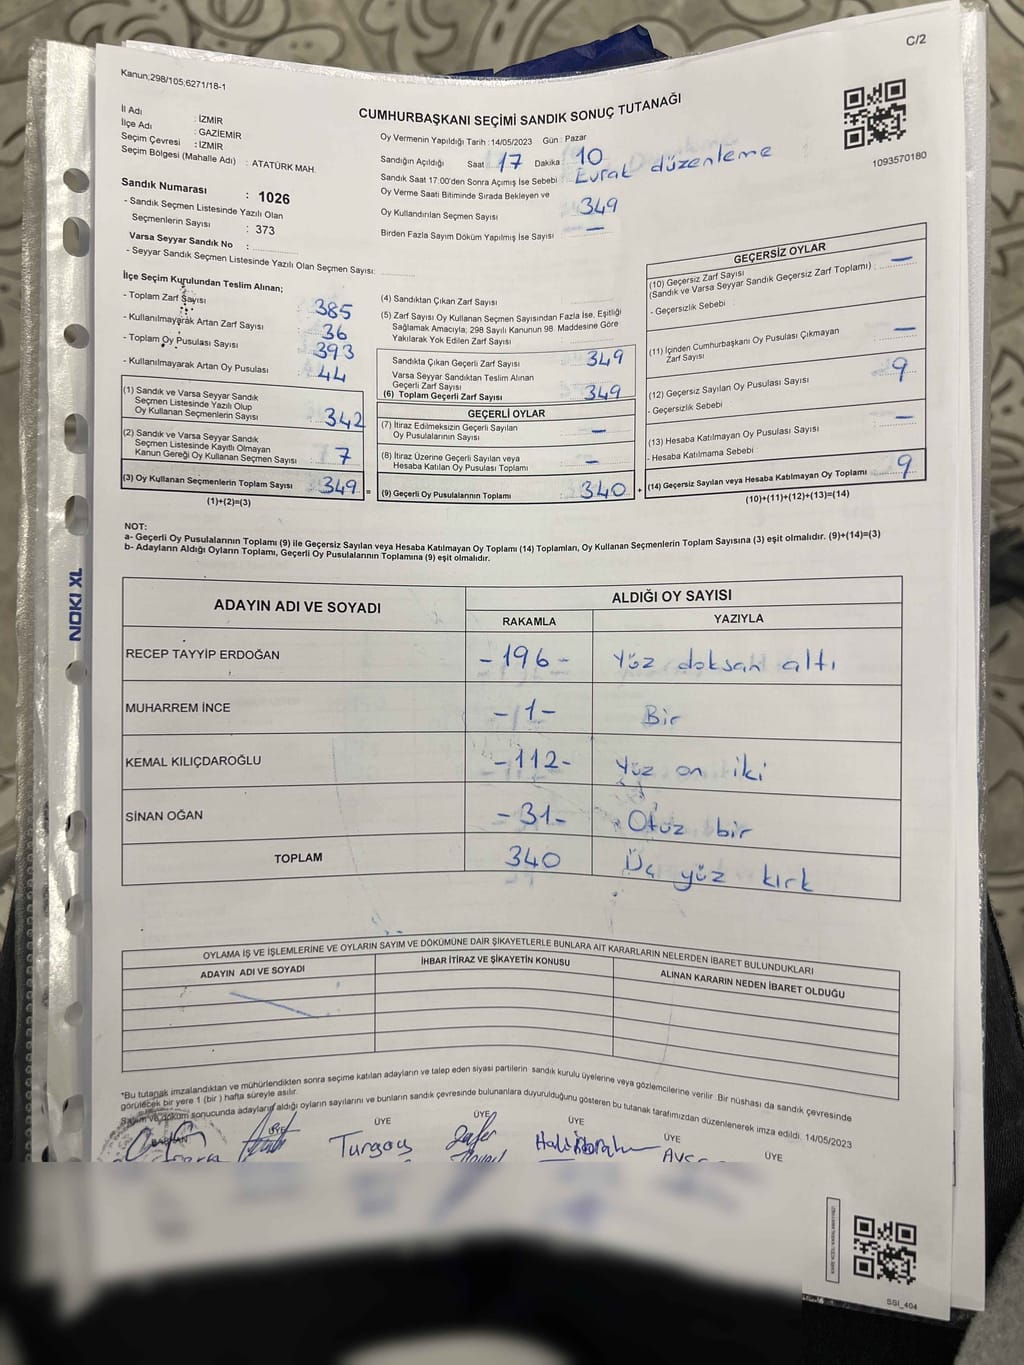 C/2
Kanun;298/105;6271/18-1
CUMHURBAŞKANI SEÇİMİ SANDIK SONUÇ TUTANAĞI
1093570180
İl Adı : İZMİR
İlçe Adı : GAZİEMİR
Seçim Çevresi : İZMİR
Seçim Bölgesi (Mahalle Adı) : ATATÜRK MAH.
Sandık Numarası : 1026
- Sandık Seçmen Listesinde Yazılı Olan
Seçmenlerin Sayısı : 373
Varsa Seyyar Sandık No :
- Seyyar Sandık Seçmen Listesinde Yazılı Olan Seçmen Sayısı:
Oy Vermenin Yapıldığı Tarih :14/05/2023 Gün : Pazar
Sandığın Açıldığı Saat 17 Dakika 10
Sandık Saat 17:00'den Sonra Açımış İse Sebebi : Evrak düzenleme
Oy Verme Saati Bitiminde Sırada Bekleyen ve
Oy Kullandırılan Seçmen Sayısı 349
Birden Fazla Sayım Döküm Yapılmış İse Sayısı —
İlçe Seçim Kurulundan Teslim Alınan;
- Toplam Zarf Sayısı : 385
- Kullanılmayarak Artan Zarf Sayısı : 36
- Toplam Oy Pusulası Sayısı : 393
- Kullanılmayarak Artan Oy Pusulası : 44
(1) Sandık ve Varsa Seyyar Sandık
Seçmen Listesinde Yazılı Olup
Oy Kullanan Seçmenlerin Sayısı : 342
(2) Sandık ve Varsa Seyyar Sandık
Seçmen Listesinde Kayıtlı Olmayan
Kanun Gereği Oy Kullanan Seçmen Sayısı : 7
(3) Oy Kullanan Seçmenlerin Toplam Sayısı : 349 =
(1)+(2)=(3)
(4) Sandıktan Çıkan Zarf Sayısı
(5) Zarf Sayısı Oy Kullanan Seçmen Sayısından Fazla İse, Eşitliği
Sağlamak Amacıyla; 298 Sayılı Kanunun 98. Maddesine Göre
Yakılarak Yok Edilen Zarf Sayısı
Sandıkta Çıkan Geçerli Zarf Sayısı : 349
Varsa Seyyar Sandıktan Teslim Alınan
Geçerli Zarf Sayısı
(6) Toplam Geçerli Zarf Sayısı : 349
GEÇERLİ OYLAR
(7) İtiraz Edilmeksizin Geçerli Sayılan
Oy Pusulalarının Sayısı : —
(8) İtiraz Üzerine Geçerli Sayılan veya
Hesaba Katılan Oy Pusulası Toplamı : —
(9) Geçerli Oy Pusulalarının Toplamı : 340 +
GEÇERSİZ OYLAR
(10) Geçersiz Zarf Sayısı
(Sandık ve Varsa Seyyar Sandık Geçersiz Zarf Toplamı) : —
- Geçersizlik Sebebi :
(11) İçinden Cumhurbaşkanı Oy Pusulası Çıkmayan
Zarf Sayısı : —
(12) Geçersiz Sayılan Oy Pusulası Sayısı : 9
- Geçersizlik Sebebi :
(13) Hesaba Katılmayan Oy Pusulası Sayısı : —
- Hesaba Katılmama Sebebi :
(14) Geçersiz Sayılan veya Hesaba Katılmayan Oy Toplamı : 9
(10)+(11)+(12)+(13)=(14)
NOT:
a- Geçerli Oy Pusulalarının Toplamı (9) ile Geçersiz Sayılan veya Hesaba Katılmayan Oy Toplamı (14) Toplamları, Oy Kullanan Seçmenlerin Toplam Sayısına (3) eşit olmalıdır. (9)+(14)=(3)
b- Adayların Aldığı Oyların Toplamı, Geçerli Oy Pusulalarının Toplamına (9) eşit olmalıdır.
NOKI XL
ADAYIN ADI VE SOYADI ALDIĞI OY SAYISI
RAKAMLA YAZIYLA
RECEP TAYYİP ERDOĞAN -196- Yüz doksan altı
MUHARREM İNCE -1- Bir
KEMAL KILIÇDAROĞLU -112- Yüz on iki
SİNAN OĞAN -31- Otuz bir
TOPLAM 340 Üç yüz kırk
OYLAMA İŞ VE İŞLEMLERİNE VE OYLARIN SAYIM VE DÖKÜMÜNE DAİR ŞİKAYETLERLE BUNLARA AİT KARARLARIN NELERDEN İBARET BULUNDUKLARI
ADAYIN ADI VE SOYADI İHBAR İTİRAZ VE ŞİKAYETİN KONUSU ALINAN KARARIN NEDEN İBARET OLDUĞU
*Bu tutanak imzalandıktan ve mühürlendikten sonra seçime katılan adayların ve talep eden siyasi partilerin sandık kurulu üyelerine veya gözlemcilerine verilir. Bir nüshası da sandık çevresinde
görülecek bir yere 1 (bir) hafta süreyle asılır.
Sayım ve döküm sonucunda adayların aldığı oyların sayılarını ve bunların sandık çevresinde bulunanlara duyurulduğunu gösteren bu tutanak tarafımızdan düzenlenerek imza edildi. 14/05/2023
BAŞKAN ÜYE ÜYE ÜYE ÜYE ÜYE ÜYE
Turgay Zafer Halil İbrahim
SGI_404